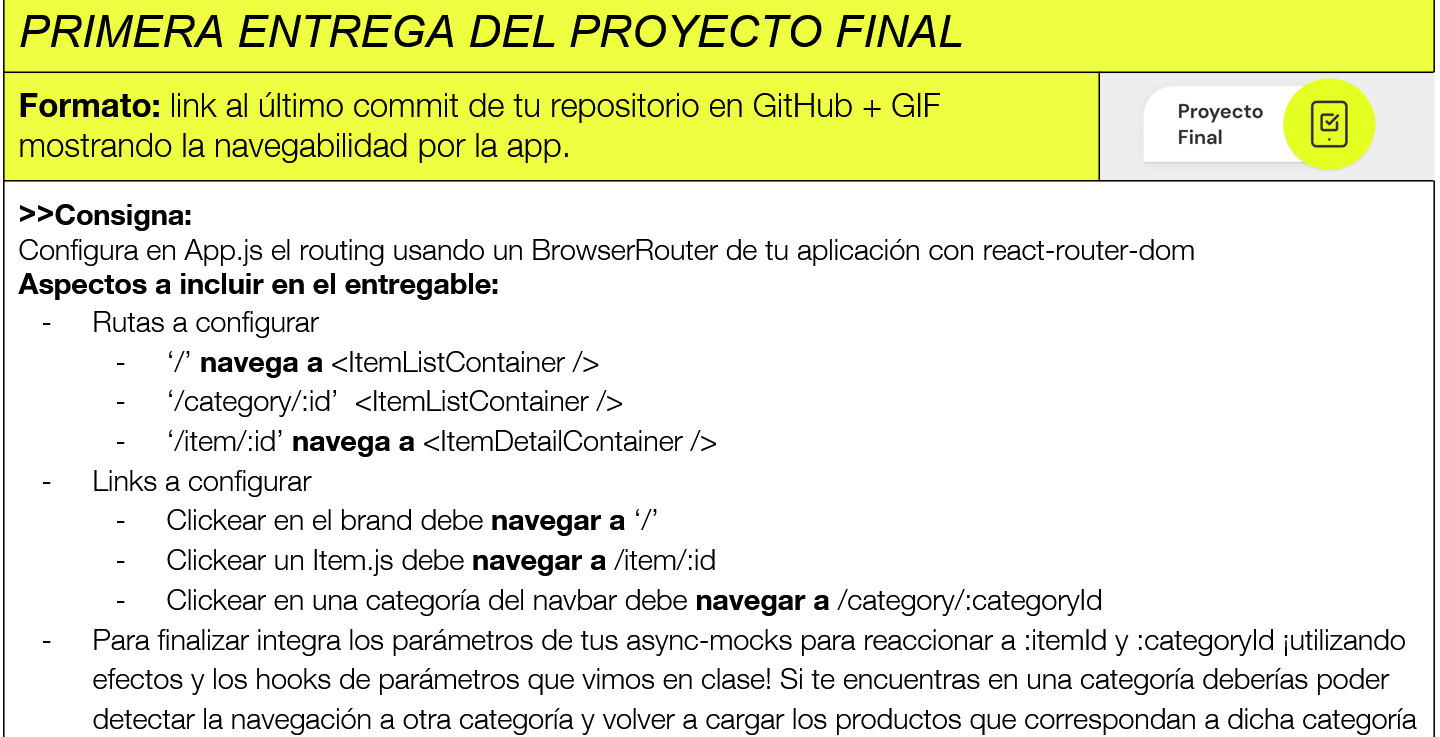 PRIMERA ENTREGA DEL PROYECTO FINAL
Formato: link al último commit de tu repositorio en GitHub + GIF
mostrando la navegabilidad por la app.
Proyecto
Final
>>Consigna:
Configura en App.js el routing usando un BrowserRouter de tu aplicación con react-router-dom
Aspectos a incluir en el entregable:
- Rutas a configurar
- ‘/’ navega a <ItemListContainer />
- ‘/category/:id’ <ItemListContainer />
- ‘/item/:id’ navega a <ItemDetailContainer />
- Links a configurar
- Clickear en el brand debe navegar a ‘/’
- Clickear un Item.js debe navegar a /item/:id
- Clickear en una categoría del navbar debe navegar a /category/:categoryId
- Para finalizar integra los parámetros de tus async-mocks para reaccionar a :itemId y :categoryId ¡utilizando
efectos y los hooks de parámetros que vimos en clase! Si te encuentras en una categoría deberías poder
detectar la navegación a otra categoría y volver a cargar los productos que correspondan a dicha categoría